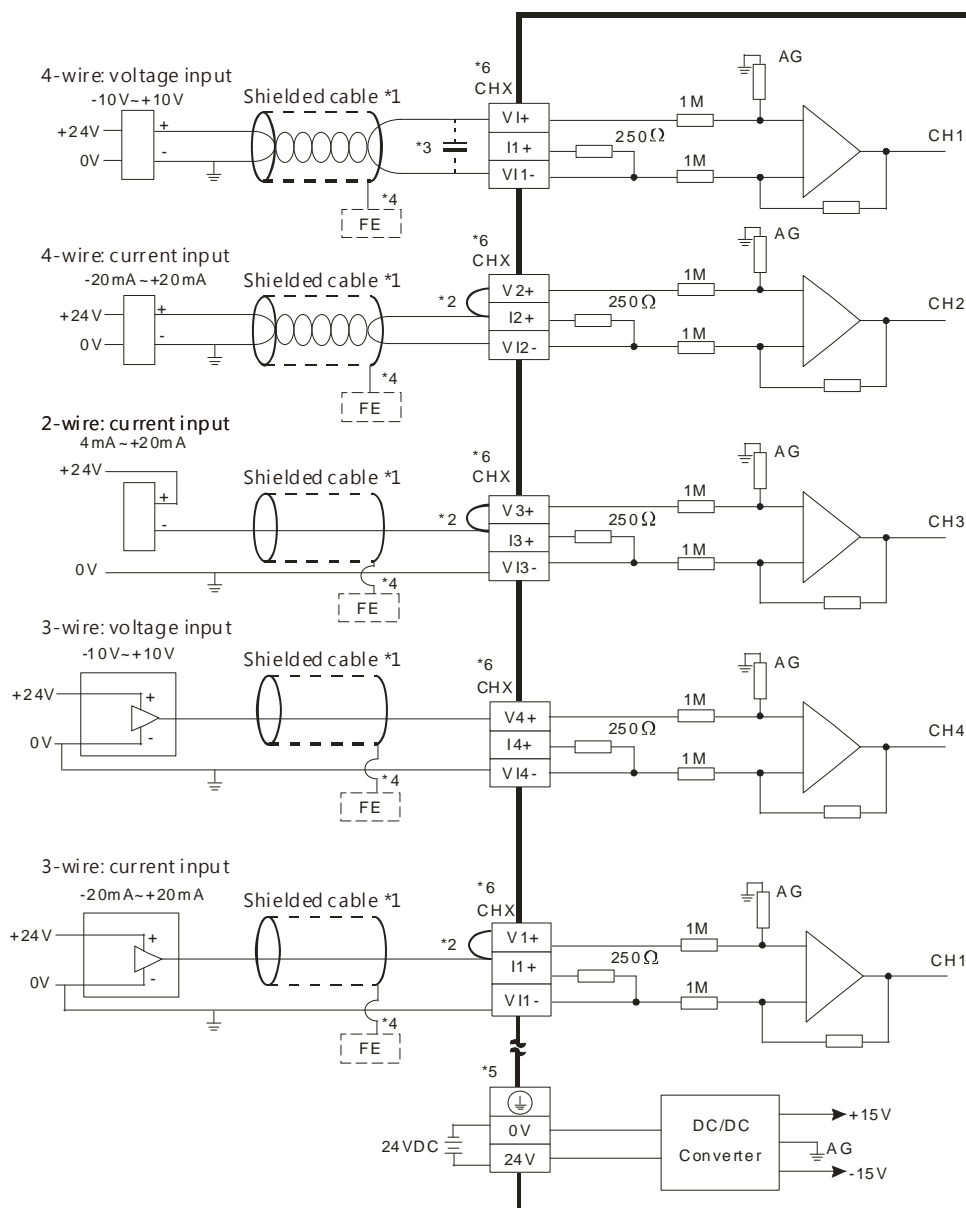 4-wire: voltage input
-10V~+10V
+24V
0V
+
-
Shielded cable *1
*3
*4
FE
*6
CHX
VI+
I1+
VI1-
250Ω
1M
1M
AG
CH1
4-wire: current input
-20mA~+20mA
+24V
0V
+
-
Shielded cable *1
*2
*4
FE
*6
CHX
V2+
I2+
VI2-
250Ω
1M
1M
AG
CH2
2-wire: current input
4mA~+20mA
+24V
+
-
0V
Shielded cable *1
*2
*4
FE
*6
CHX
V3+
I3+
VI3-
250Ω
1M
1M
AG
CH3
3-wire: voltage input
-10V~+10V
+24V
0V
+
-
Shielded cable *1
*4
FE
*6
CHX
V4+
I4+
VI4-
250Ω
1M
1M
AG
CH4
3-wire: current input
-20mA~+20mA
+24V
0V
+
-
Shielded cable *1
*2
*4
FE
*6
CHX
V1+
I1+
VI1-
250Ω
1M
1M
AG
CH1
*5
24VDC
0V
24V
DC/DC
Converter
+15V
AG
-15V